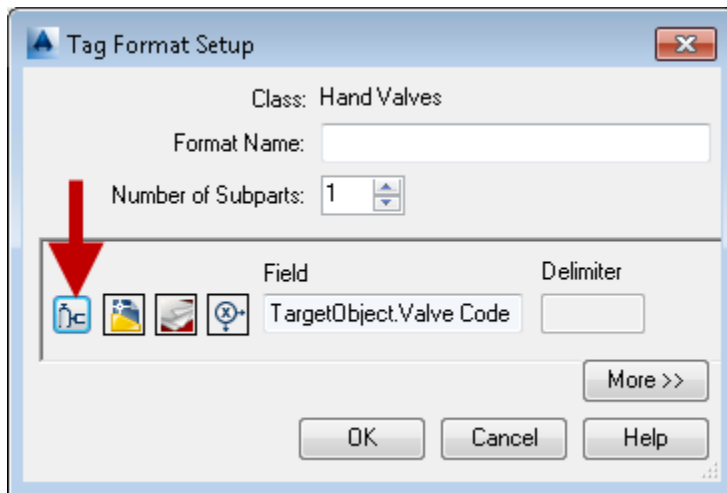 Tag Format Setup
Class: Hand Valves
Format Name:
Number of Subparts: 1
Field Delimiter
TargetObject.Valve Code
More >>
OK Cancel Help